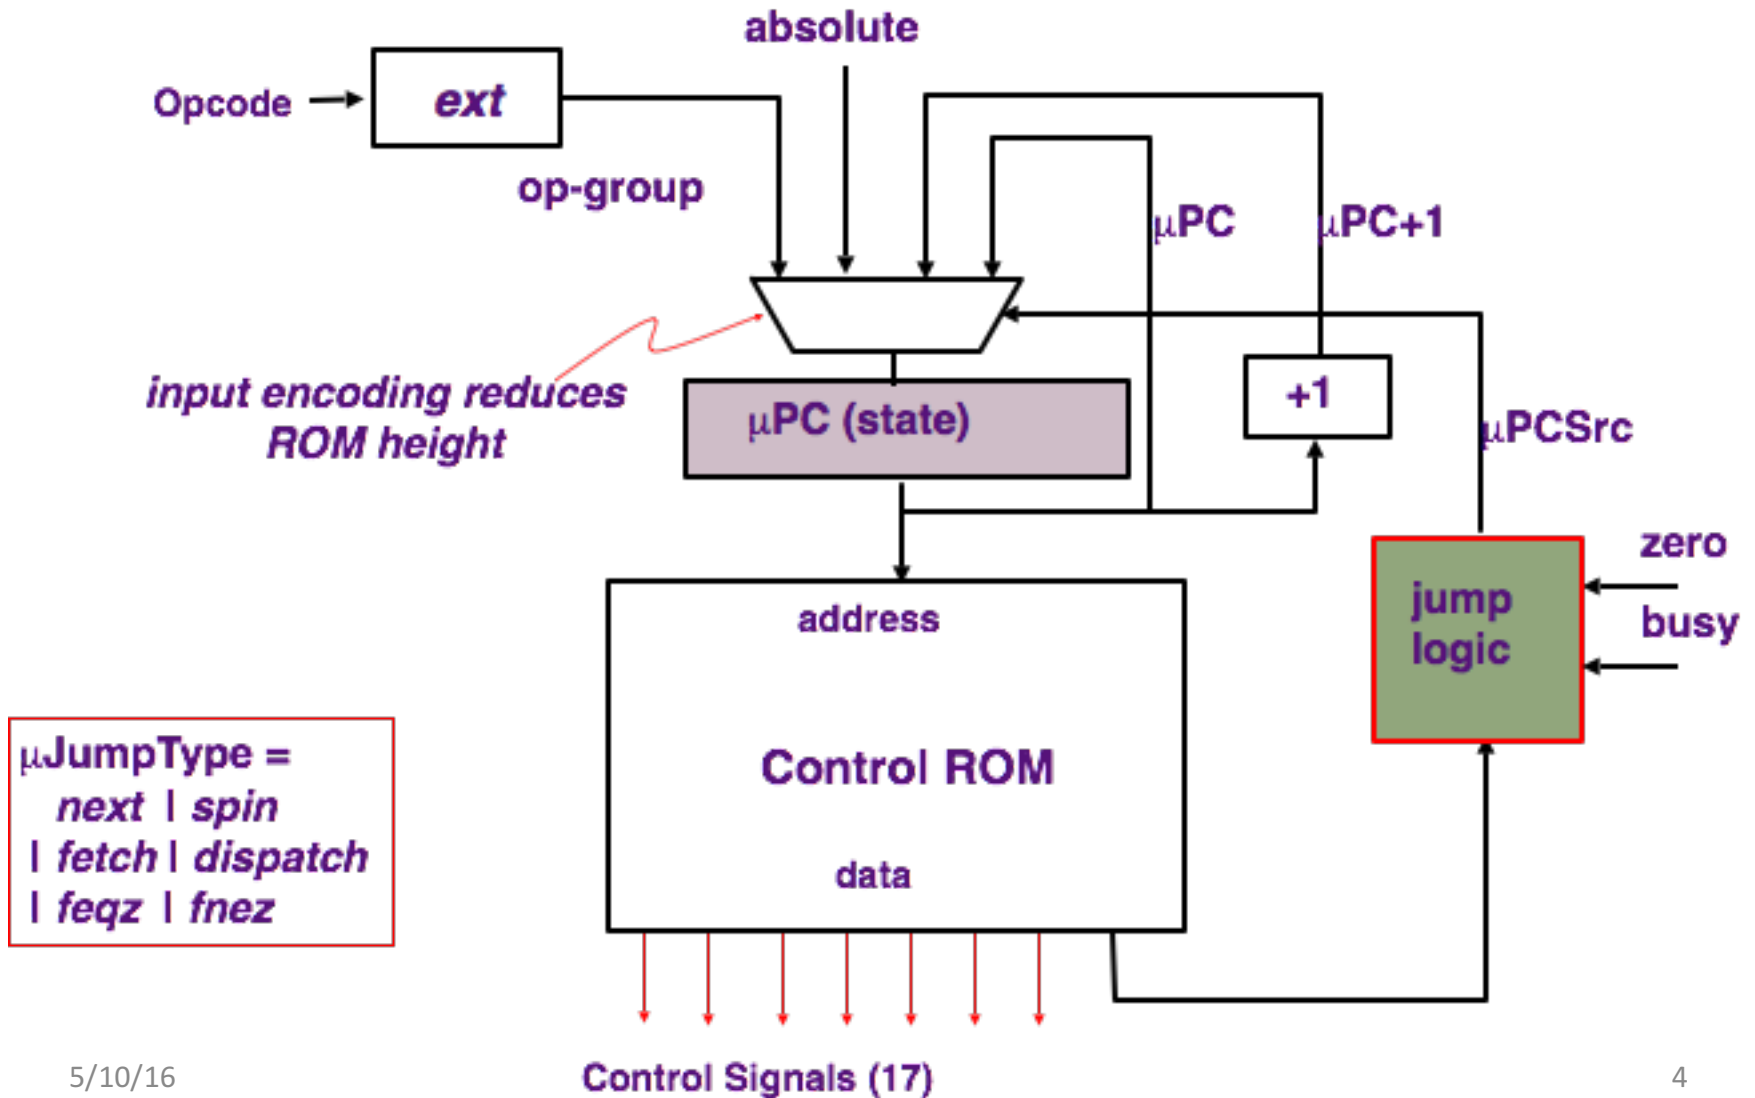 absolute
Opcode
ext
op-group
μPC
μPC+1
input encoding reduces
ROM height
μPC (state)
+1
μPCSrc
zero
busy
jump
logic
address
Control ROM
data
μJumpType =
next | spin
| fetch | dispatch
| feqz | fnez
Control Signals (17)
5/10/16
4